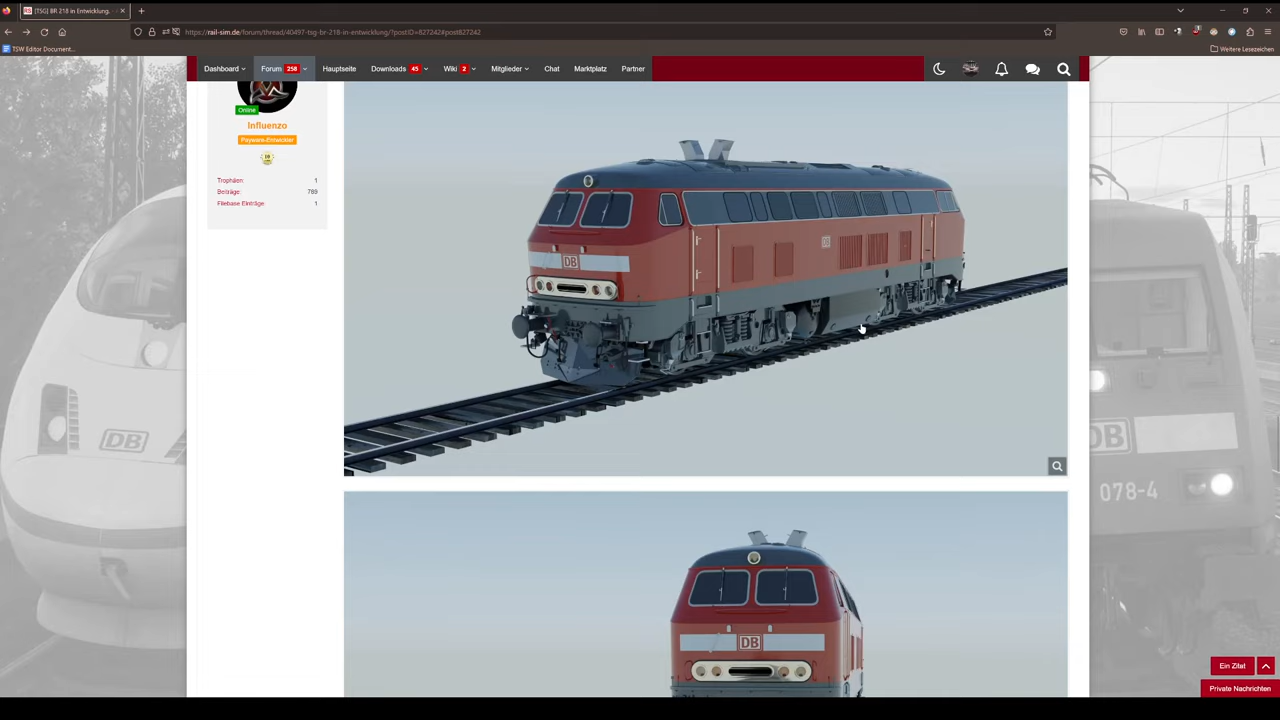 [TSG] BR 218 in Entwicklung.
https://rail-sim.de/forum/thread/40497-tsg-br-218-in-entwicklung/?postID=827242#post827242
TSW Editor Document...
Weitere Lesezeichen
Dashboard
Forum 258
Hauptseite
Downloads 45
Wiki 2
Mitglieder
Chat
Marktplatz
Partner
Online
Influenzo
Payware-Entwickler
10
Trophäen: 1
Beiträge: 789
Filebase Einträge: 1
DB
DB
DB
DB
DB
078-4
Ein Zitat
Private Nachrichten